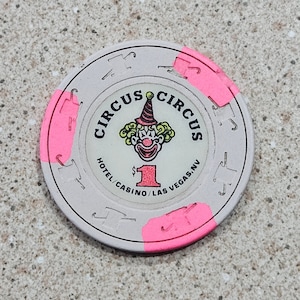 CIRCUS CIRCUS
$1
HOTEL/CASINO/LAS VEGAS,NV